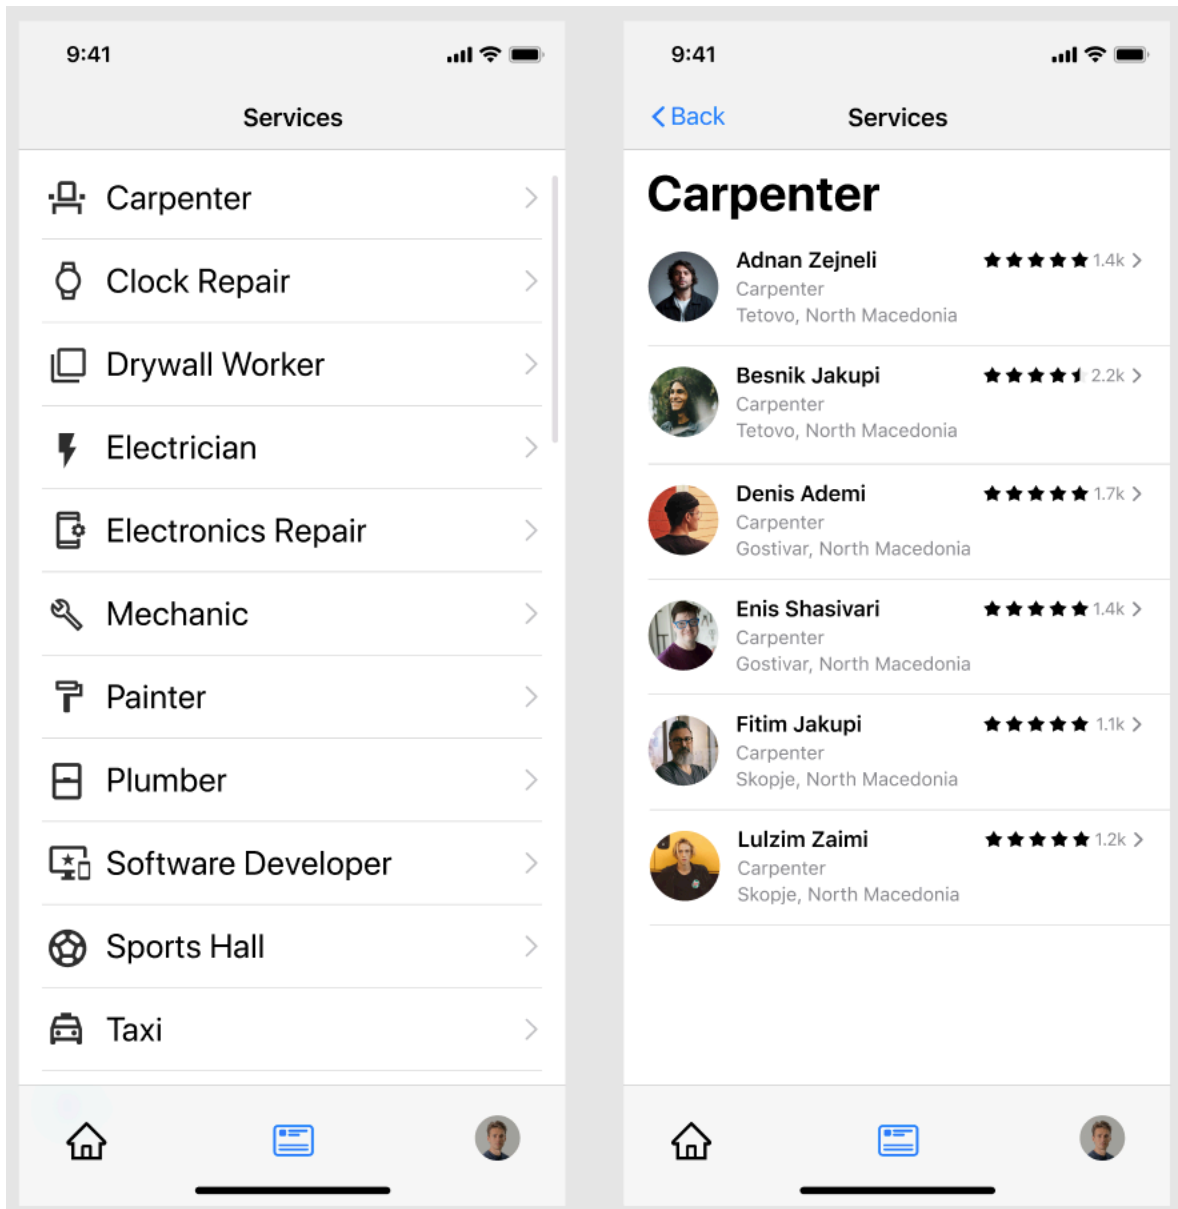 9:41
Services
Carpenter
Clock Repair
Drywall Worker
Electrician
Electronics Repair
Mechanic
Painter
Plumber
Software Developer
Sports Hall
Taxi
9:41
Back Services
Carpenter
Adnan Zejneli 1.4k
Carpenter
Tetovo, North Macedonia
Besnik Jakupi 2.2k
Carpenter
Tetovo, North Macedonia
Denis Ademi 1.7k
Carpenter
Gostivar, North Macedonia
Enis Shasivari 1.4k
Carpenter
Gostivar, North Macedonia
Fitim Jakupi 1.1k
Carpenter
Skopje, North Macedonia
Lulzim Zaimi 1.2k
Carpenter
Skopje, North Macedonia